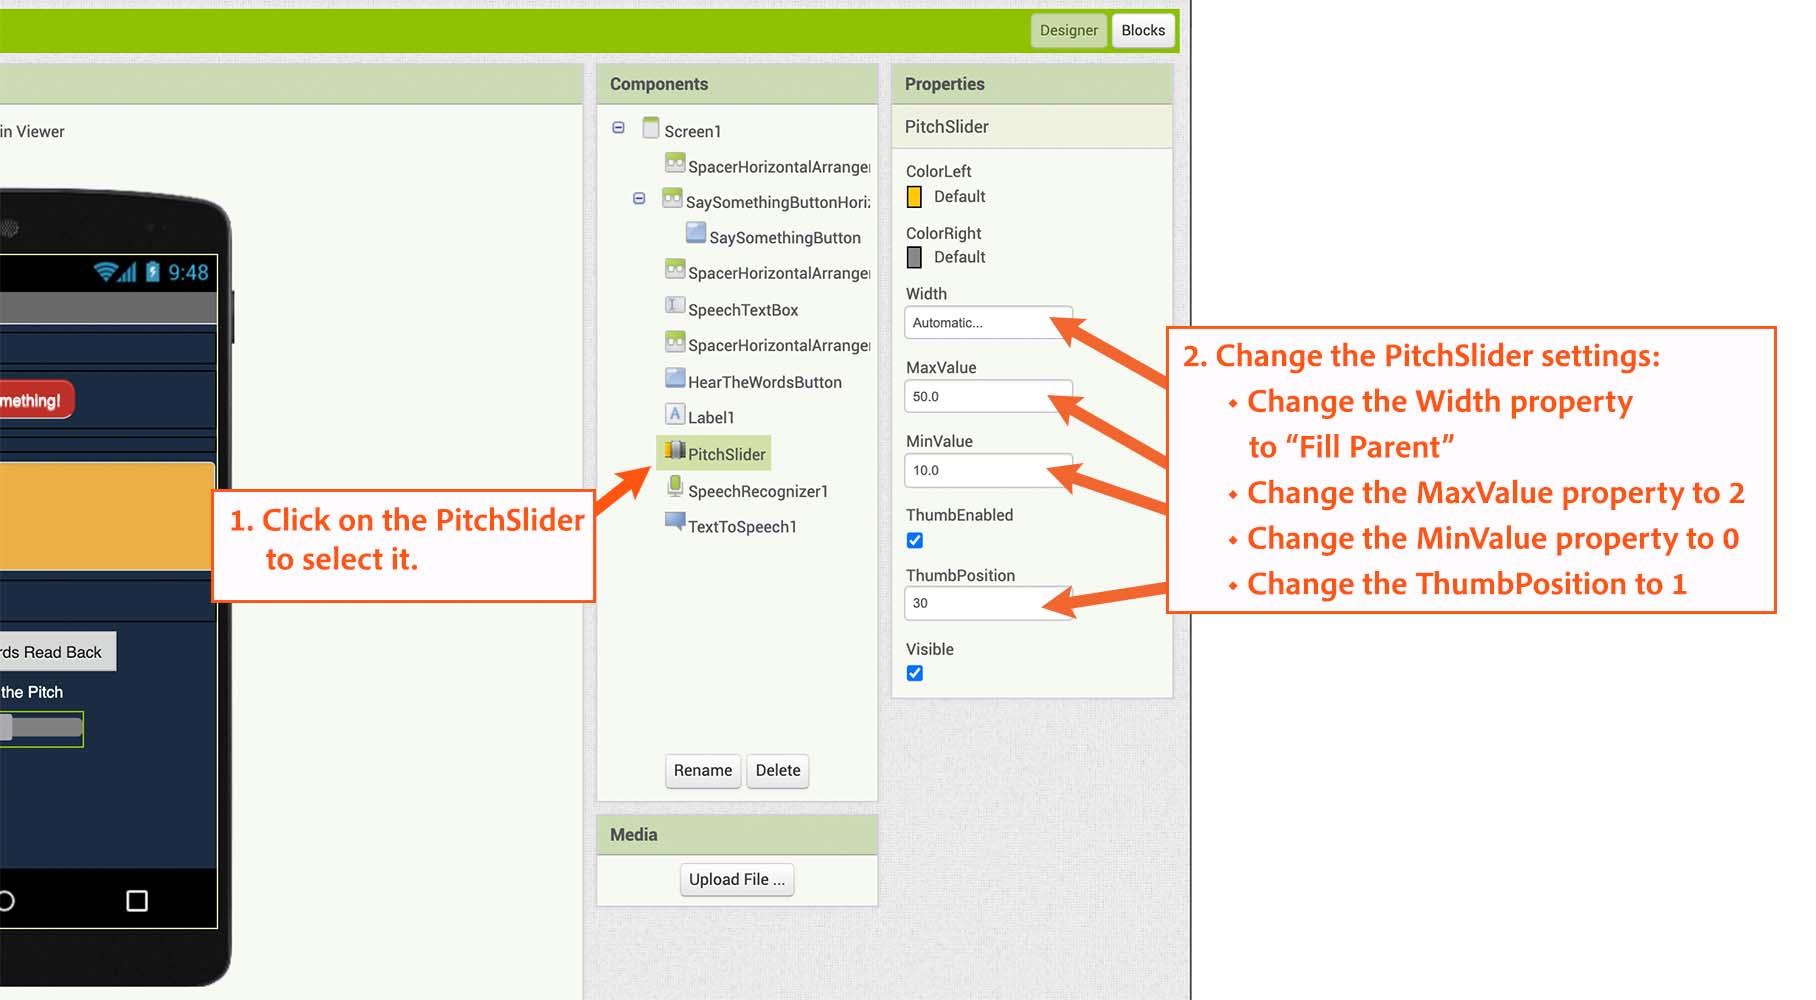 Designer
Blocks
in Viewer
9:48
mething!
rds Read Back
the Pitch
Components
Screen1
SpacerHorizontalArranger
SaySomethingButtonHoriz
SaySomethingButton
SpacerHorizontalArranger
SpeechTextBox
SpacerHorizontalArranger
HearTheWordsButton
A Label1
PitchSlider
SpeechRecognizer1
TextToSpeech1
Rename
Delete
Media
Upload File ...
Properties
PitchSlider
ColorLeft
Default
ColorRight
Default
Width
Automatic...
MaxValue
50.0
MinValue
10.0
ThumbEnabled
ThumbPosition
30
Visible
1. Click on the PitchSlider
to select it.
2. Change the PitchSlider settings:
• Change the Width property
to “Fill Parent”
• Change the MaxValue property to 2
• Change the MinValue property to 0
• Change the ThumbPosition to 1